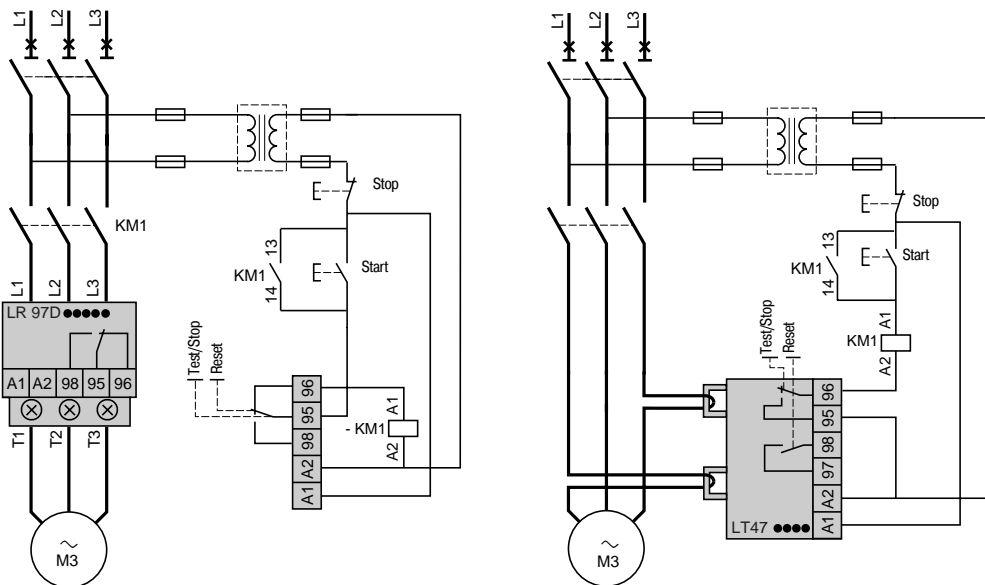 L1
L2
L3
Stop
KM1
13
KM1
14
Start
L1
L2
L3
LR 97D ●●●●●
A1 A2 98 95 96
Test/Stop
Reset
96
95
98
A2
A1
A1
- KM1
A2
T1
T2
T3
~
M3
L1
L2
L3
Stop
13
KM1
14
Start
A1
KM1
A2
Test/Stop
Reset
96
95
98
97
A2
A1
LT47 ●●●●
~
M3